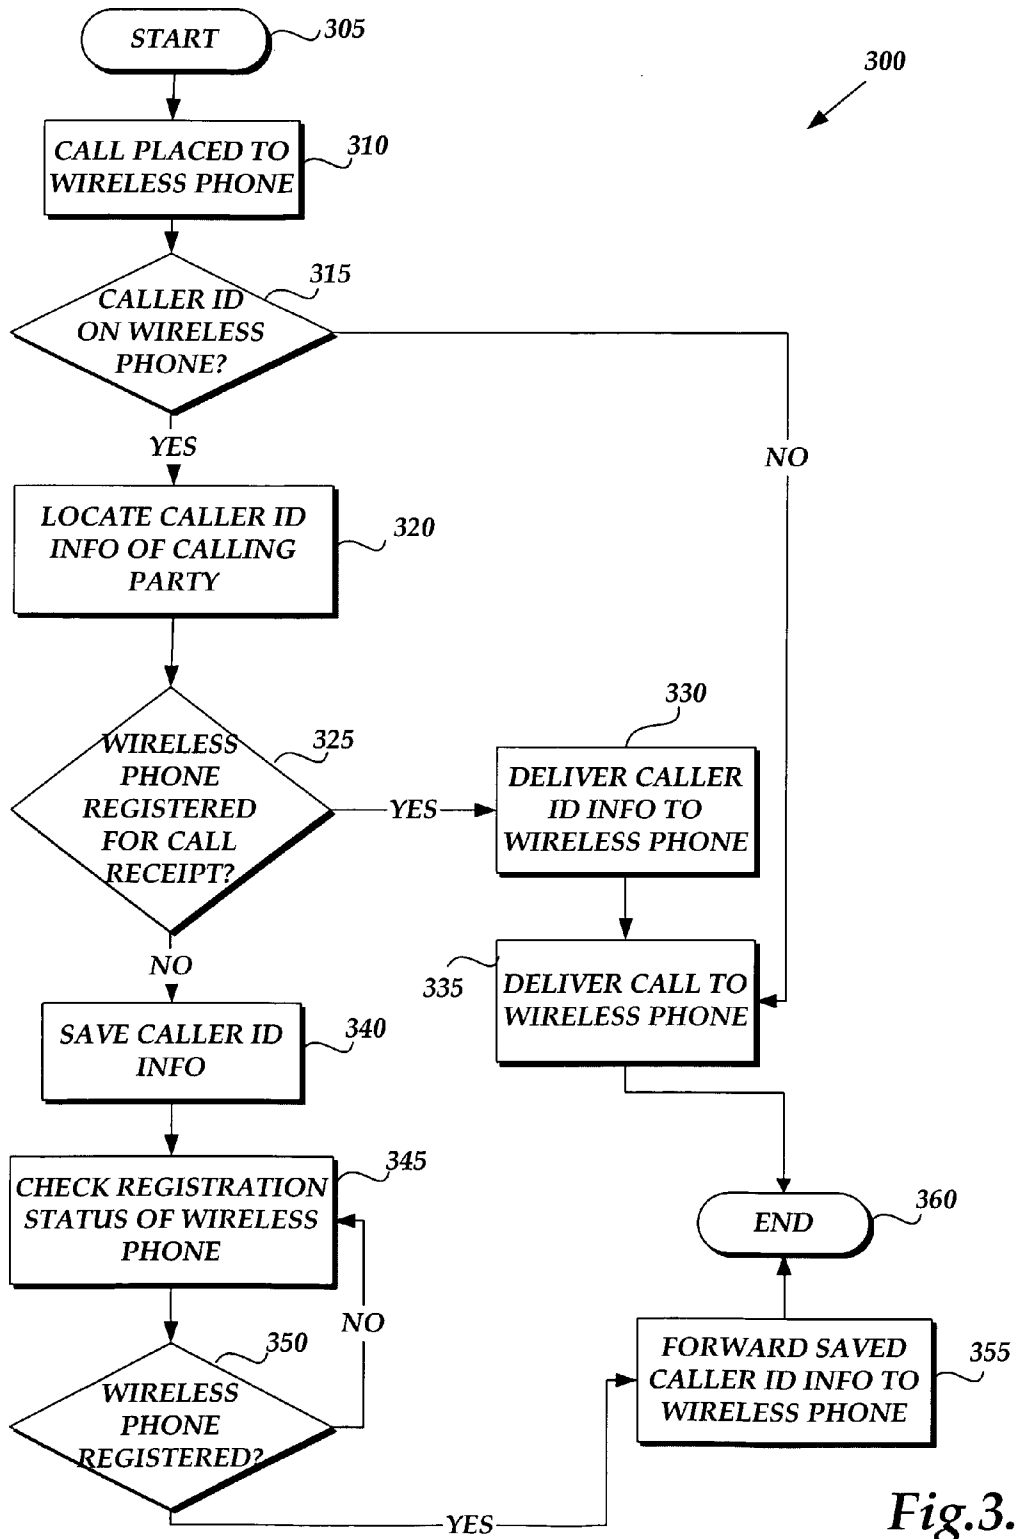 START
305
300
CALL PLACED TO
WIRELESS PHONE
310
315
CALLER ID
ON WIRELESS
PHONE?
YES
NO
LOCATE CALLER ID
INFO OF CALLING
PARTY
320
WIRELESS
PHONE
REGISTERED
FOR CALL
RECEIPT?
325
YES
330
DELIVER CALLER
ID INFO TO
WIRELESS PHONE
NO
335
DELIVER CALL TO
WIRELESS PHONE
SAVE CALLER ID
INFO
340
345
CHECK REGISTRATION
STATUS OF WIRELESS
PHONE
END
360
NO
350
WIRELESS
PHONE
REGISTERED?
FORWARD SAVED
CALLER ID INFO TO
WIRELESS PHONE
355
YES
Fig.3.